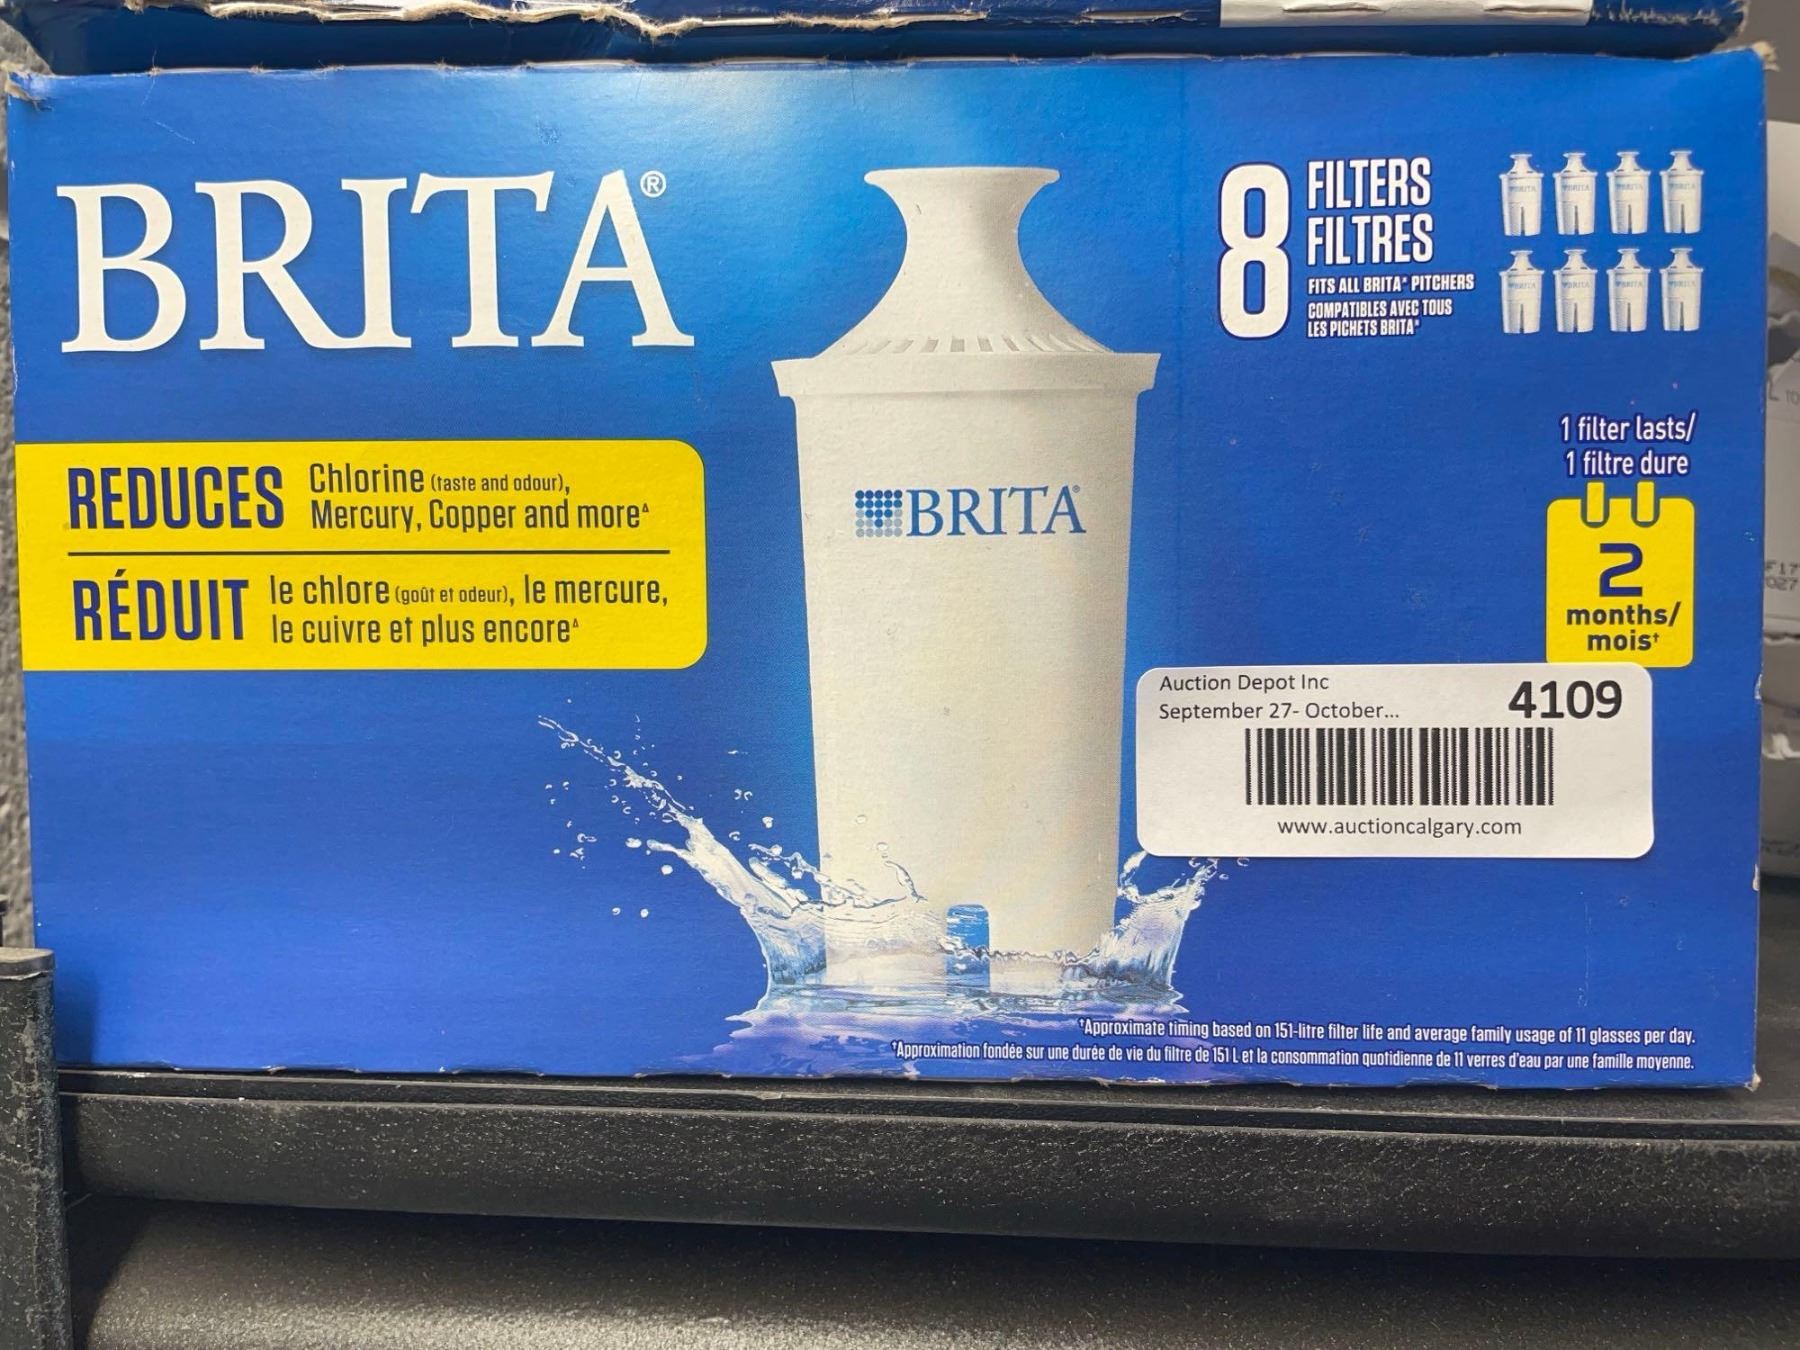 BRITA®
8 FILTERS
FILTRES
FITS ALL BRITA® PITCHERS
COMPATIBLES AVEC TOUS
LES PICHETS BRITA®
1 filter lasts/
1 filtre dure
2
months/
mois†
REDUCES Chlorine (taste and odour),
Mercury, Copper and more∆
RÉDUIT le chlore (goût et odeur), le mercure,
le cuivre et plus encore∆
BRITA®
Auction Depot Inc
September 27- October...
4109
www.auctioncalgary.com
†Approximate timing based on 151-litre filter life and average family usage of 11 glasses per day.
†Approximation fondée sur une durée de vie du filtre de 151 L et la consommation quotidienne de 11 verres d'eau par une famille moyenne.